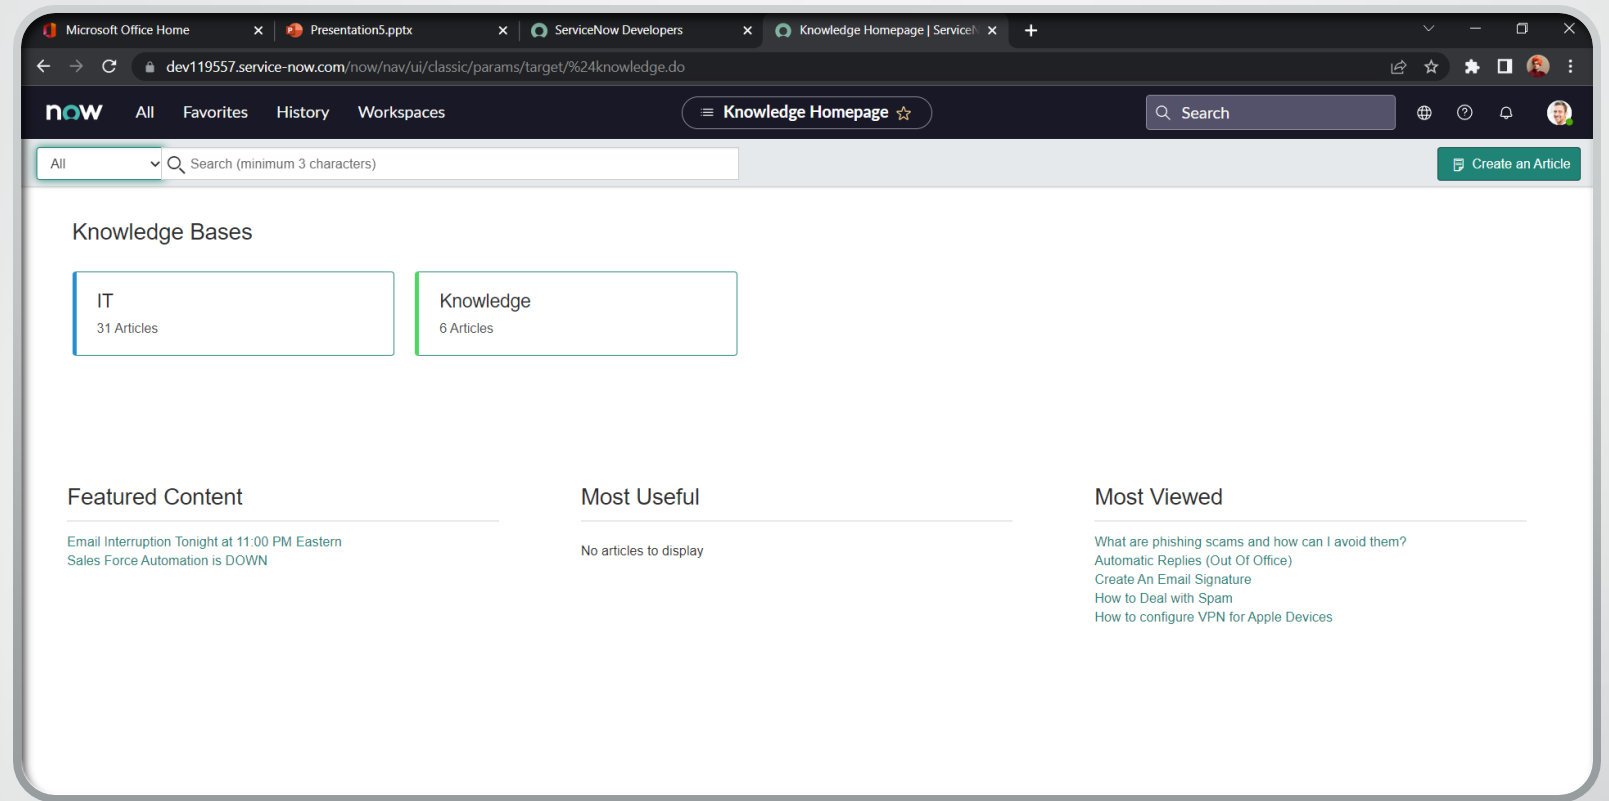 Microsoft Office Home
Presentation5.pptx
ServiceNow Developers
Knowledge Homepage | ServiceN
dev119557.service-now.com/now/nav/ui/classic/params/target/%24knowledge.do
now
All
Favorites
History
Workspaces
Knowledge Homepage
Search
All
Search (minimum 3 characters)
Create an Article
Knowledge Bases
IT
31 Articles
Knowledge
6 Articles
Featured Content
Email Interruption Tonight at 11:00 PM Eastern
Sales Force Automation is DOWN
Most Useful
No articles to display
Most Viewed
What are phishing scams and how can I avoid them?
Automatic Replies (Out Of Office)
Create An Email Signature
How to Deal with Spam
How to configure VPN for Apple Devices